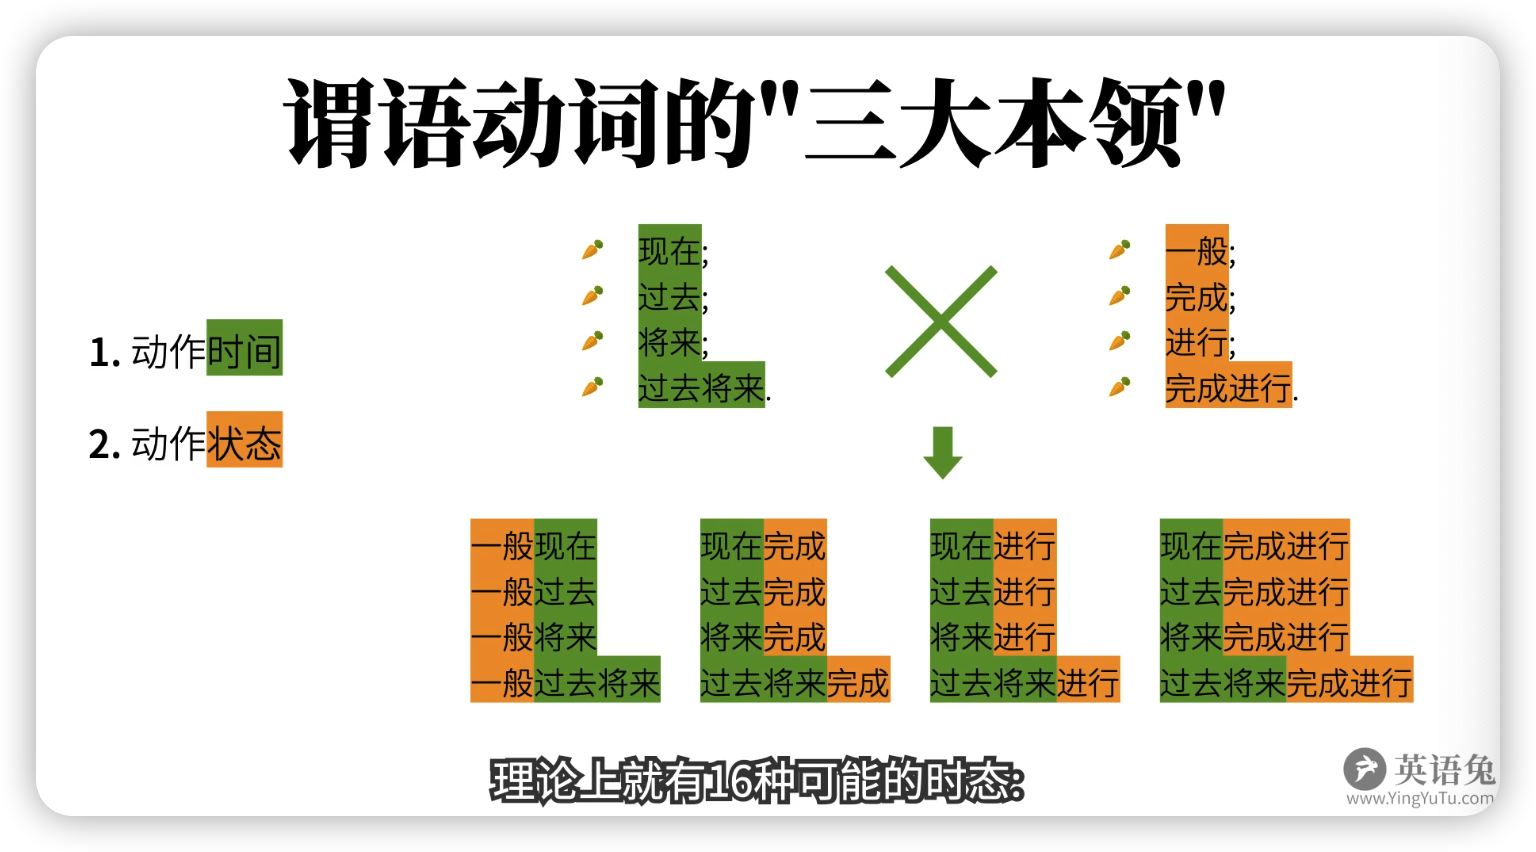 谓语动词的"三大本领"
1. 动作时间
2. 动作状态
现在;
过去;
将来;
过去将来.
一般;
完成;
进行;
完成进行.
一般现在
一般过去
一般将来
一般过去将来
现在完成
过去完成
将来完成
过去将来完成
现在进行
过去进行
将来进行
过去将来进行
现在完成进行
过去完成进行
将来完成进行
过去将来完成进行
理论上就有16种可能的时态:
英语兔
www.YingYuTu.com